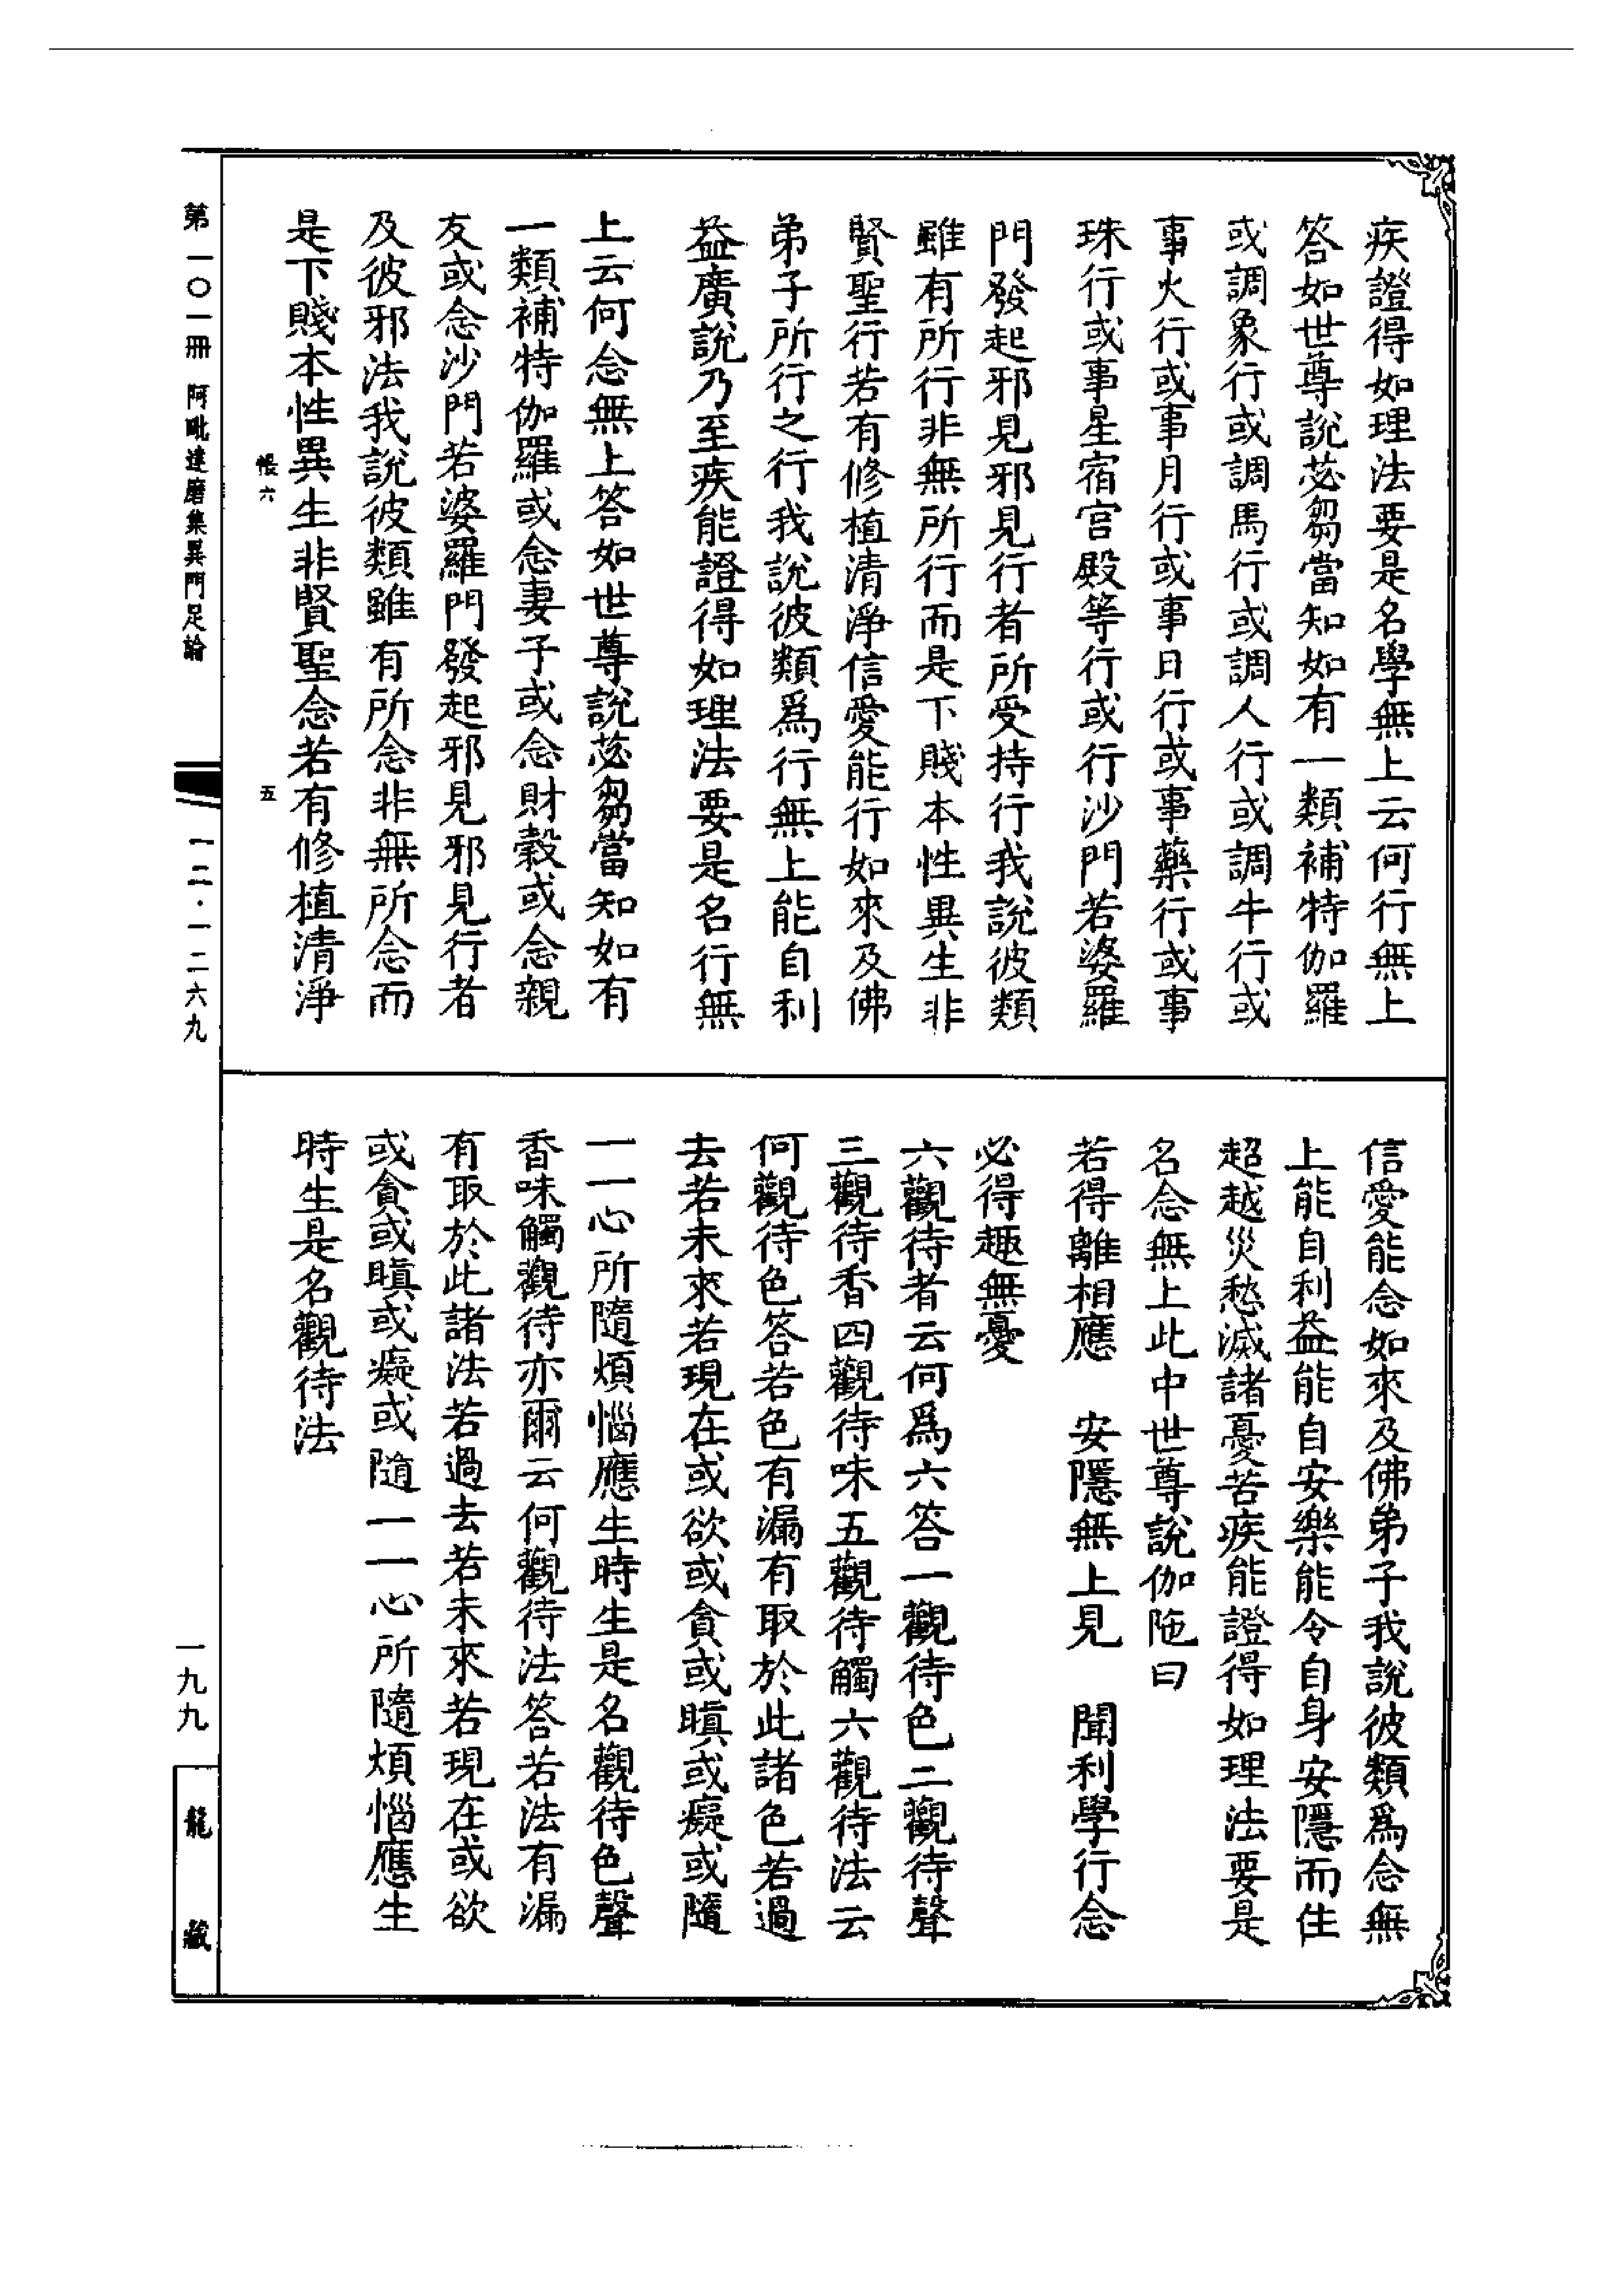 疾證得如理法要是名學無上云何行無上
答如世尊說苾芻當知如有一類補特伽羅
或調象行或調馬行或調人行或調牛行或
事火行或事月行或事日行或事藥行或事
珠行或事星宿宮殿等行或行沙門若婆羅
門發起邪見邪見行者所受持行我說彼類
雖有所行非無所行而是下賤本性異生非
賢聖行若有修植清淨信愛能行如來及佛
弟子所行之行我說彼類爲行無上能自利
益廣說乃至疾能證得如理法要是名行無
上云何念無上答如世尊說苾芻當知如有
一類補特伽羅或念妻子或念財穀或念親
友或念沙門若婆羅門發起邪見邪見行者
及彼邪法我說彼類雖有所念非無所念而
是下賤本性異生非賢聖念若有修植清淨
信愛能念如來及佛弟子我說彼類爲念無
上能自利益能自安樂能令自身安隱而住
超越災愁滅諸憂苦疾能證得如理法要是
名念無上此中世尊說伽陁曰
若得離相應　安隱無上見　聞利學行念
必得趣無憂
六觀待者云何爲六答一觀待色二觀待聲
三觀待香四觀待味五觀待觸六觀待法云
何觀待色答若色有漏有取於此諸色若過
去若未來若現在或欲或貪或瞋或癡或隨
一一心所隨煩惱應生時生是名觀待色聲
香味觸觀待亦爾云何觀待法答若法有漏
有取於此諸法若過去若未來若現在或欲
或貪或瞋或癡或隨一一心所隨煩惱應生
時生是名觀待法
帳六　五
第一〇一冊　阿毗達磨集異門足論
一二·一二六九
一九九
龍藏